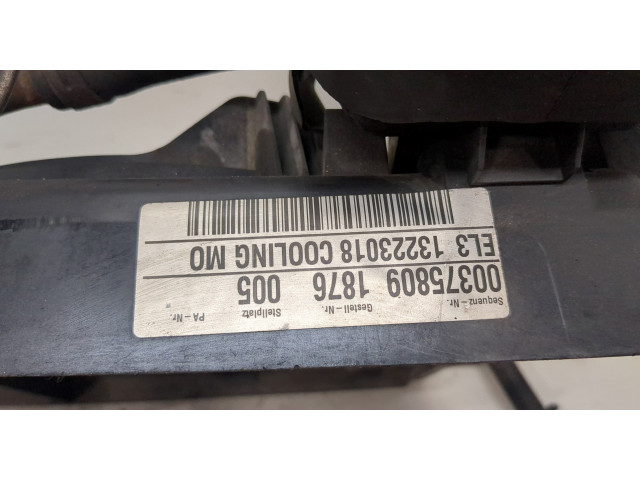 Sequenz-Nr. Gestell-Nr. Stellplatz PA-Nr.
00375809 1876 005
EL3 13223018 COOLING MO